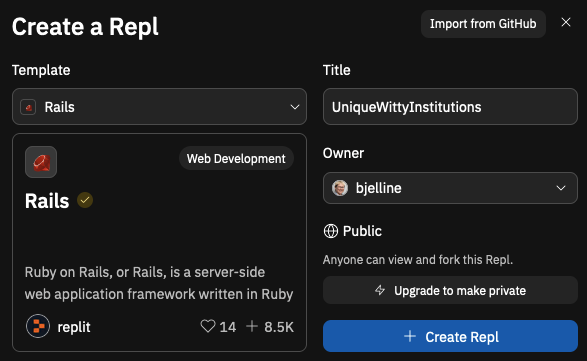 Create a Repl
Import from GitHub
Template
Rails
Web Development
Rails
Ruby on Rails, or Rails, is a server-side
web application framework written in Ruby
replit
14
8.5K
Title
UniqueWittyInstitutions
Owner
bjelline
Public
Anyone can view and fork this Repl.
Upgrade to make private
+ Create Repl